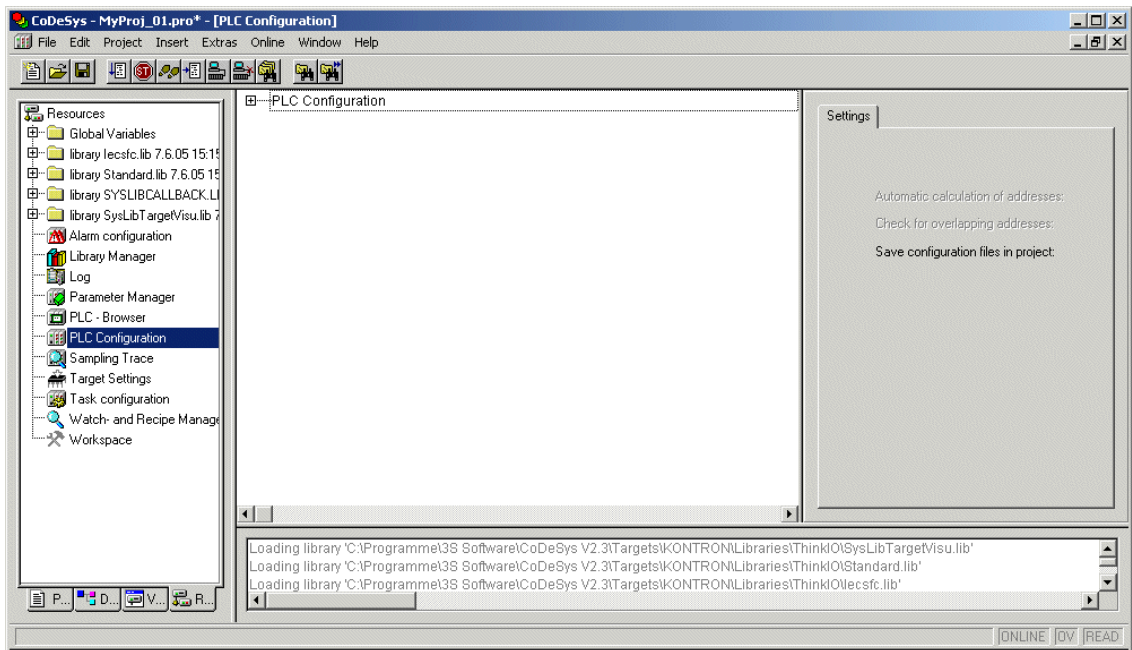 CoDeSys - MyProj_01.pro* - [PLC Configuration]
File Edit Project Insert Extras Online Window Help
Resources
Global Variables
library Iecsfc.lib 7.6.05 15:15
library Standard.lib 7.6.05 15
library SYSLIBCALLBACK.LI
library SysLibTargetVisu.lib 7
Alarm configuration
Library Manager
Log
Parameter Manager
PLC - Browser
PLC Configuration
Sampling Trace
Target Settings
Task configuration
Watch- and Recipe Manage
Workspace
P... D... V... R...
PLC Configuration
Settings
Automatic calculation of addresses:
Check for overlapping addresses:
Save configuration files in project:
Loading library 'C:\Programme\3S Software\CoDeSys V2.3\Targets\KONTRON\Libraries\ThinkIO\SysLibTargetVisu.lib'
Loading library 'C:\Programme\3S Software\CoDeSys V2.3\Targets\KONTRON\Libraries\ThinkIO\Standard.lib'
Loading library 'C:\Programme\3S Software\CoDeSys V2.3\Targets\KONTRON\Libraries\ThinkIO\Iecsfc.lib'
ONLINE OV READ